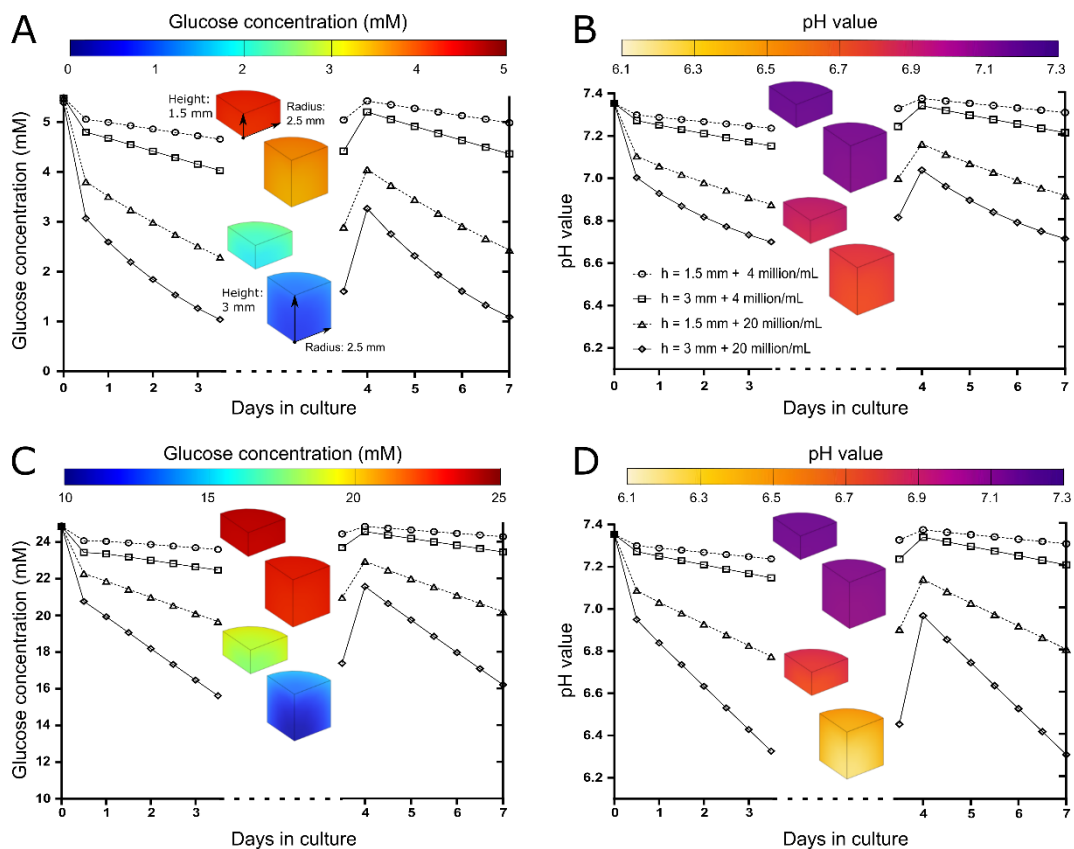 A
Glucose concentration (mM)
0 1 2 3 4 5
Glucose concentration (mM)
5
4
3
2
1
0
Height:
1.5 mm
Radius:
2.5 mm
Height:
3 mm
Radius: 2.5 mm
0 1 2 3 4 5 6 7
Days in culture
B
pH value
6.1 6.3 6.5 6.7 6.9 7.1 7.3
pH value
7.4
7.2
7.0
6.8
6.6
6.4
6.2
h = 1.5 mm + 4 million/mL
h = 3 mm + 4 million/mL
h = 1.5 mm + 20 million/mL
h = 3 mm + 20 million/mL
0 1 2 3 4 5 6 7
Days in culture
C
Glucose concentration (mM)
10 15 20 25
Glucose concentration (mM)
24
22
20
18
16
14
12
10
0 1 2 3 4 5 6 7
Days in culture
D
pH value
6.1 6.3 6.5 6.7 6.9 7.1 7.3
pH value
7.4
7.2
7.0
6.8
6.6
6.4
6.2
0 1 2 3 4 5 6 7
Days in culture